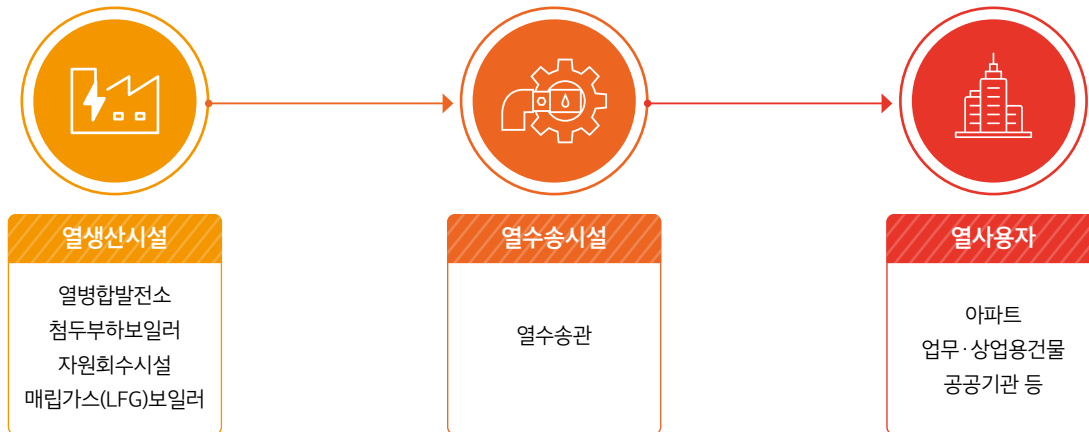 열생산시설
열병합발전소
첨두부하보일러
자원회수시설
매립가스(LFG)보일러
열수송시설
열수송관
열사용자
아파트
업무·상업용건물
공공기관 등